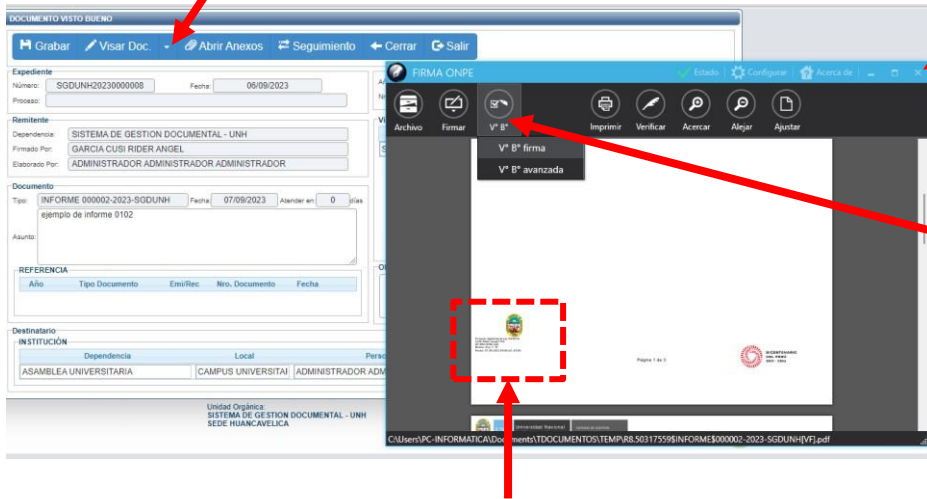 DOCUMENTO VISTO BUENO
Grabar Visar Doc. Abrir Anexos Seguimiento Cerrar Salir
Expediente
Número: SGDUNH20230000008 Fecha: 06/09/2023
Proceso:
Remitente
Dependencia: SISTEMA DE GESTION DOCUMENTAL - UNH
Firmado Por: GARCIA CUSI RIDER ANGEL
Elaborado Por: ADMINISTRADOR ADMINISTRADOR ADMINISTRADOR
Documento
Tipo: INFORME 000002-2023-SGDUNH Fecha: 07/09/2023 Atender en: 0 días
Asunto: ejemplo de informe 0102
REFERENCIA
Año Tipo Documento Emi/Rec Nro. Documento Fecha
Destinatario
INSTITUCIÓN
Dependencia Local
ASAMBLEA UNIVERSITARIA CAMPUS UNIVERSITAI ADMINISTRADOR ADM
Unidad Orgánica:
SISTEMA DE GESTION DOCUMENTAL - UNH
SEDE HUANCAVELICA
FIRMA ONPE Estado Configurar Acerca de
Archivo Firmar V° B° Imprimir Verificar Acercar Alejar Ajustar
V° B° firma
V° B° avanzada
Página 1 de 3
BICENTENARIO
DEL PERÚ
2021 - 2024
Universidad Nacional
C:\Users\PC-INFORMATICA\Documents\TDOCUMENTOS\TEMP\R8.50317559$INFORME$000002-2023-SGDUNH[VF].pdf